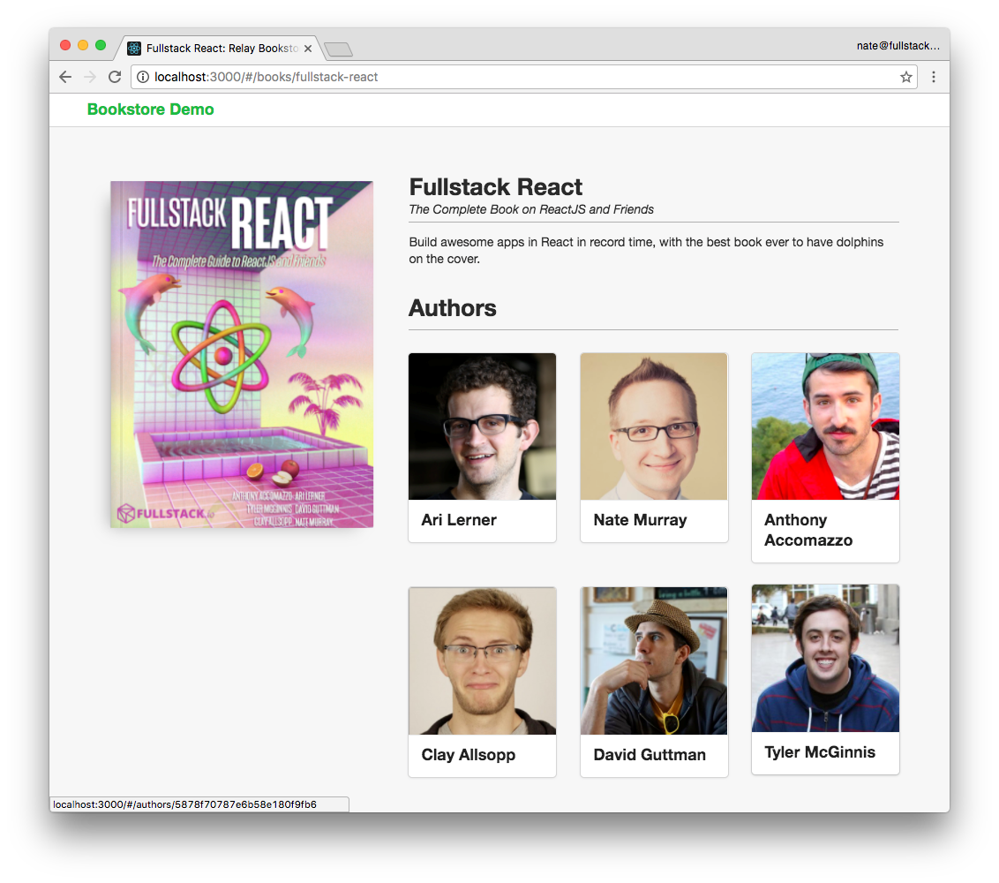 Fullstack React: Relay Booksto
nate@fullstack...
localhost:3000/#/books/fullstack-react
Bookstore Demo
FULLSTACK REACT
The Complete Guide to ReactJS and Friends
ANTHONY ACCOMAZZO ARI LERNER
TYLER MCGINNIS DAVID GUTTMAN
CLAY ALLSOPP NATE MURRAY
FULLSTACK.io
Fullstack React
The Complete Book on ReactJS and Friends
Build awesome apps in React in record time, with the best book ever to have dolphins
on the cover.
Authors
Ari Lerner
Nate Murray
Anthony
Accomazzo
Clay Allsopp
David Guttman
Tyler McGinnis
localhost:3000/#/authors/5878f70787e6b58e180f9fb6